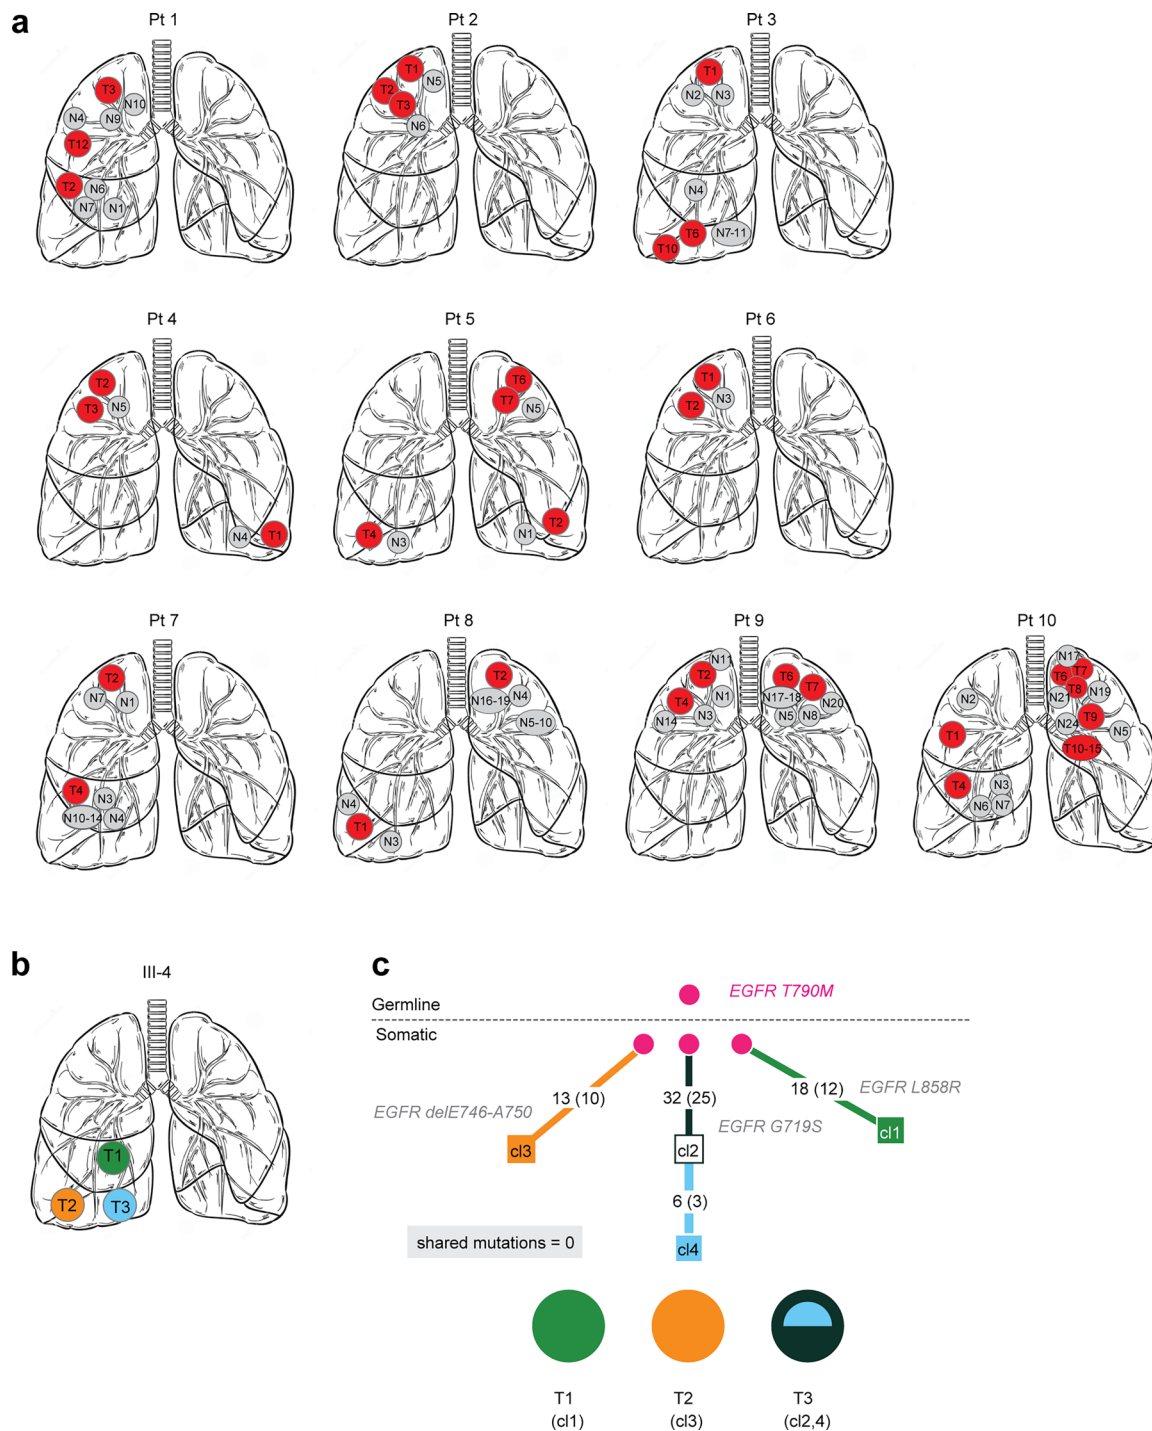 a
Pt 1
Pt 2
Pt 3
T3
N10
N4
N9
T12
T2
N6
N7
N1
T1
N5
T2
T3
N6
T1
N2
N3
N4
T6
N7-11
T10
Pt 4
Pt 5
Pt 6
T2
T3
N5
N4
T1
T6
T7
N5
T2
N1
T4
N3
T1
N3
T2
Pt 7
Pt 8
Pt 9
Pt 10
T2
N7
N1
T4
N3
N10-14
N4
T2
N16-19
N4
N5-10
N4
T1
N3
N11
T2
N1
T4
N3
N14
T6
T7
N17-18
N20
N5
N8
N17
T6
T7
T8
N19
N21
N2
T9
N24
N5
T1
T10-15
T4
N3
N6
N7
b
III-4
T1
T2
T3
c
EGFR T790M
Germline
Somatic
13 (10)
32 (25)
18 (12)
EGFR L858R
EGFR delE746-A750
EGFR G719S
cl3
cl2
cl1
6 (3)
shared mutations = 0
cl4
T1
(cl1)
T2
(cl3)
T3
(cl2,4)